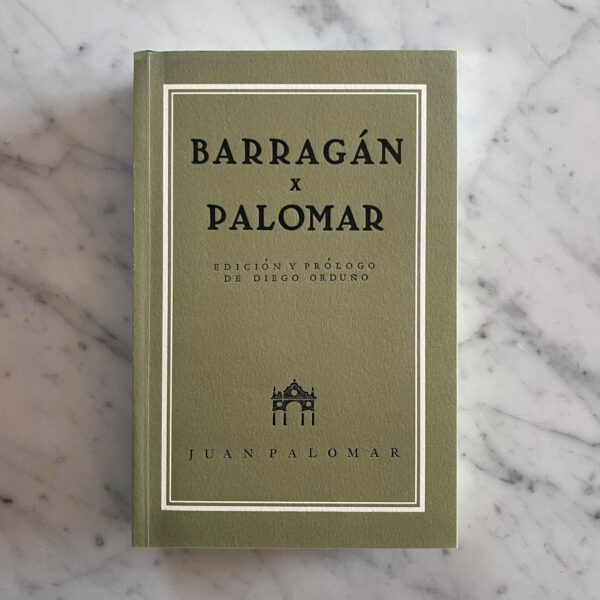 BARRAGÁN
x
PALOMAR
EDICIÓN Y PRÓLOGO
DE DIEGO ORDUÑO
JUAN PALOMAR